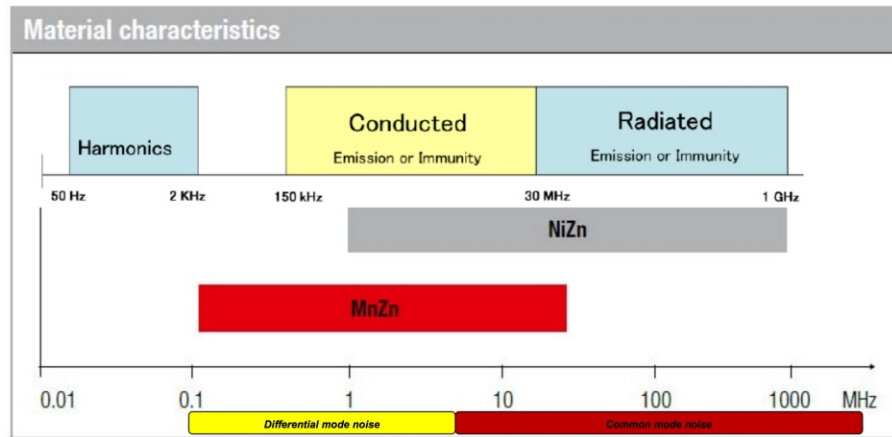 Material characteristics
Harmonics
Conducted
Emission or Immunity
Radiated
Emission or Immunity
50 Hz
2 KHz
150 kHz
30 MHz
1 GHz
NiZn
MnZn
0.01
0.1
1
10
100
1000
MHz
Differential mode noise
Common mode noise